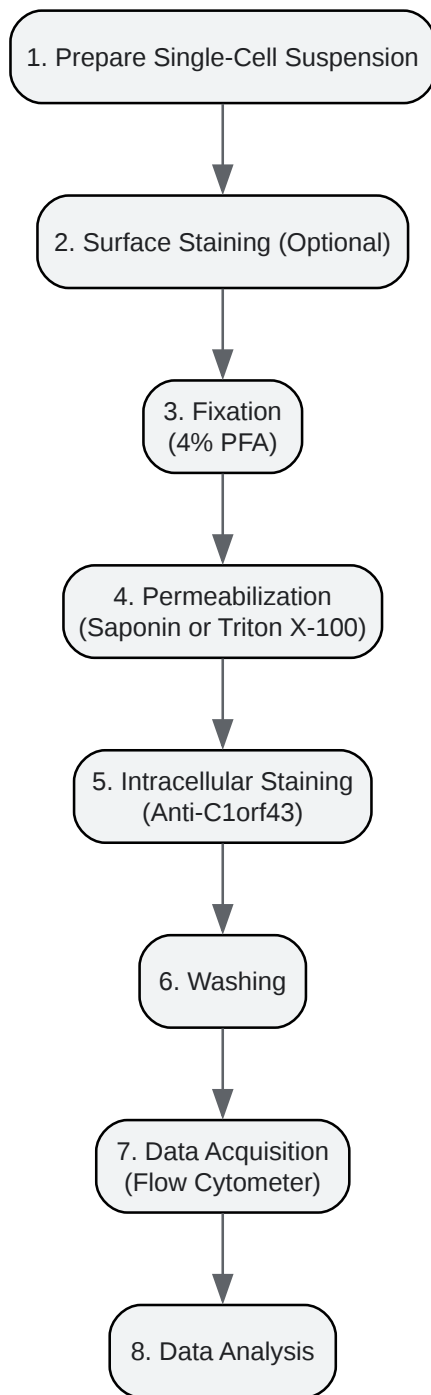 1. Prepare Single-Cell Suspension
2. Surface Staining (Optional)
3. Fixation
(4% PFA)
4. Permeabilization
(Saponin or Triton X-100)
5. Intracellular Staining
(Anti-C1orf43)
6. Washing
7. Data Acquisition
(Flow Cytometer)
8. Data Analysis